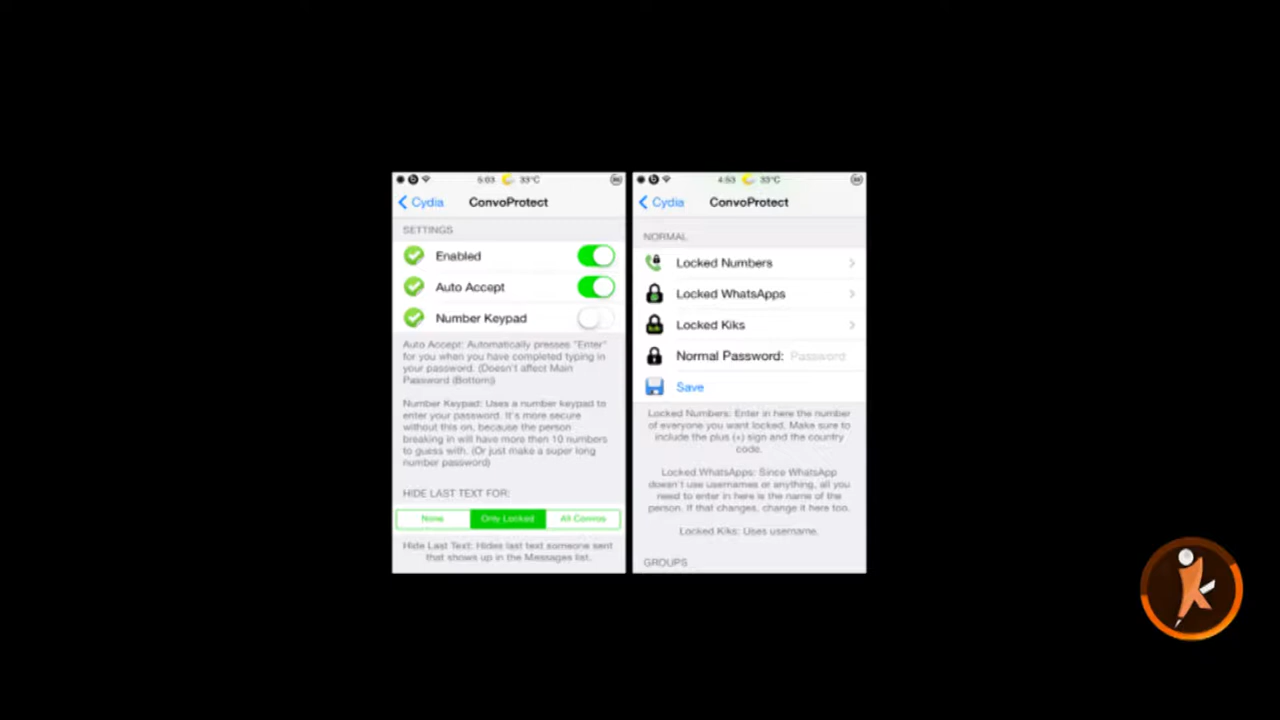 5:03 33°C
Cydia ConvoProtect
SETTINGS
Enabled
Auto Accept
Number Keypad
Auto Accept: Automatically presses "Enter"
for you when you have completed typing in
your password. (Doesn't affect Main
Password (Bottom))
Number Keypad: Uses a number keypad to
enter your password. It's more secure
without this on, because the person
breaking in will have more then 10 numbers
to guess with. (Or just make a super long
number password)
HIDE LAST TEXT FOR:
None Only Locked All Convos
Hide Last Text: Hides last text someone sent
that shows up in the Messages list.
4:53 33°C
Cydia ConvoProtect
NORMAL
Locked Numbers
Locked WhatsApps
Locked Kiks
Normal Password: Password
Save
Locked Numbers: Enter in here the number
of everyone you want locked. Make sure to
include the plus (+) sign and the country
code.
Locked WhatsApps: Since WhatsApp
doesn't use usernames or anything, all you
need to enter in here is the name of the
person. If that changes, change it here too.
Locked Kiks: Uses username.
GROUPS